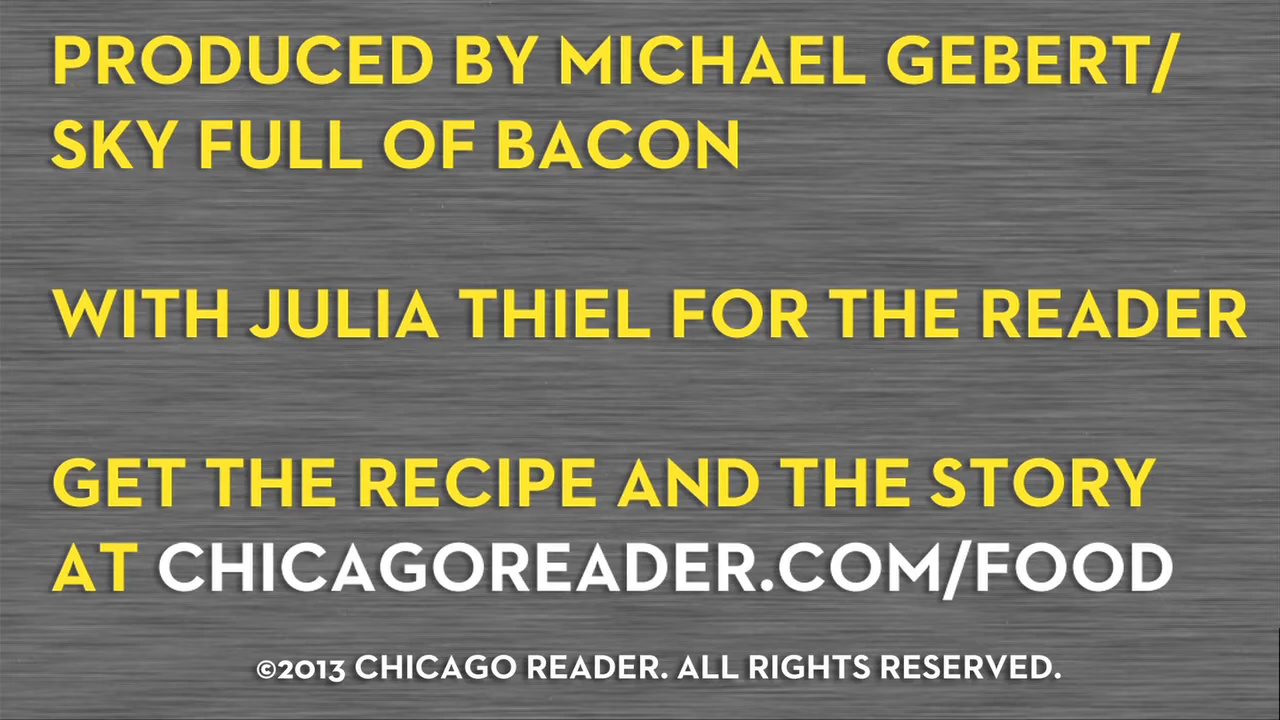 PRODUCED BY MICHAEL GEBERT/
SKY FULL OF BACON
WITH JULIA THIEL FOR THE READER
GET THE RECIPE AND THE STORY
AT CHICAGOREADER.COM/FOOD
©2013 CHICAGO READER. ALL RIGHTS RESERVED.